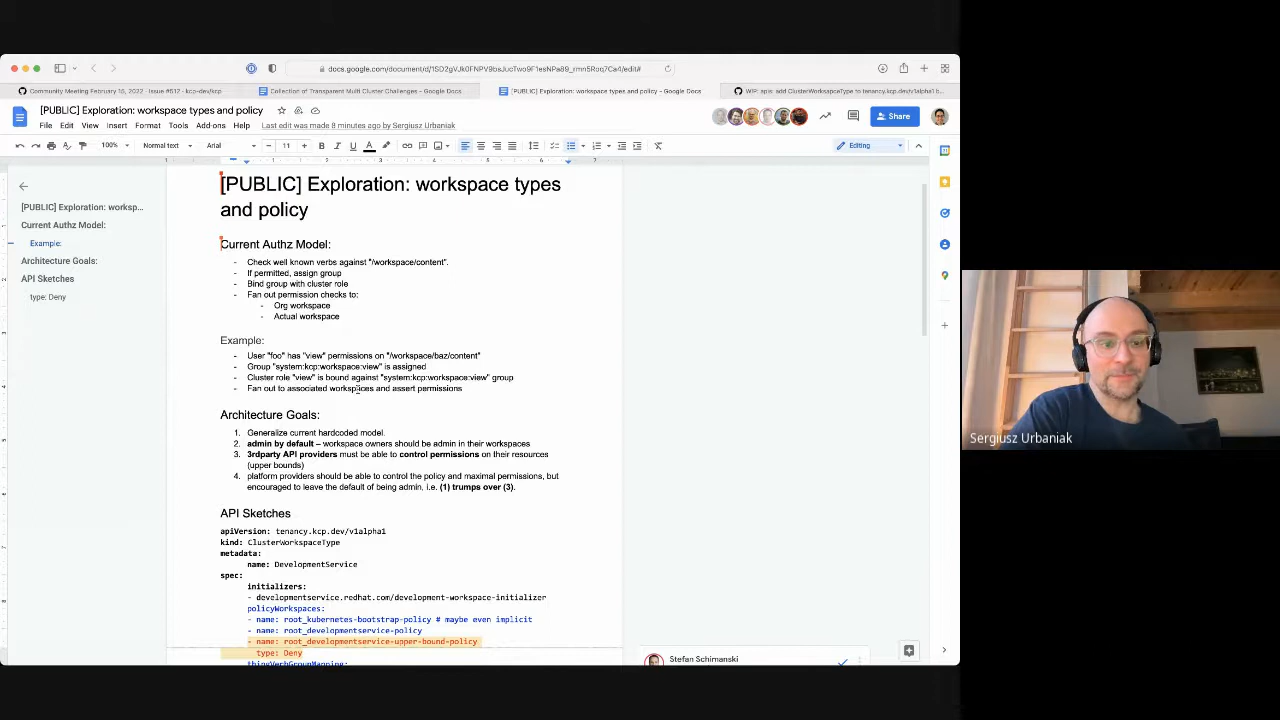 docs.google.com/document/d/1SD2gVJk0FNPV9bsJucTwo9F1esNPa89_rmn5Roq7Ca4/edit#
Community Meeting February 15, 2022 · Issue #612 · kcp-dev/kcp
Collection of Transparent Multi Cluster Challenges – Google Docs
[PUBLIC] Exploration: workspace types and policy – Google Docs
WIP: apis: add ClusterWorkspaceType to tenancy.kcp.dev/v1alpha1 b...
[PUBLIC] Exploration: workspace types and policy
File Edit View Insert Format Tools Add-ons Help Last edit was made 8 minutes ago by Sergiusz Urbaniak
Share
100% Normal text Arial 11 Editing
[PUBLIC] Exploration: worksp...
Current Authz Model:
Example:
Architecture Goals:
API Sketches
type: Deny
[PUBLIC] Exploration: workspace types
and policy
Current Authz Model:
- Check well known verbs against "/workspace/content".
- If permitted, assign group
- Bind group with cluster role
- Fan out permission checks to:
- Org workspace
- Actual workspace
Example:
- User "foo" has "view" permissions on "/workspace/baz/content"
- Group "system:kcp:workspace:view" is assigned
- Cluster role "view" is bound against "system:kcp:workspace:view" group
- Fan out to associated workspaces and assert permissions
Architecture Goals:
1. Generalize current hardcoded model.
2. admin by default – workspace owners should be admin in their workspaces
3. 3rdparty API providers must be able to control permissions on their resources
(upper bounds)
4. platform providers should be able to control the policy and maximal permissions, but
encouraged to leave the default of being admin, i.e. (1) trumps over (3).
API Sketches
apiVersion: tenancy.kcp.dev/v1alpha1
kind: ClusterWorkspaceType
metadata:
name: DevelopmentService
spec:
initializers:
- developmentservice.redhat.com/development-workspace-initializer
policyWorkspaces:
- name: root_kubernetes-bootstrap-policy # maybe even implicit
- name: root_developmentservice-policy
- name: root_developmentservice-upper-bound-policy
type: Deny
Stefan Schimanski
Sergiusz Urbaniak